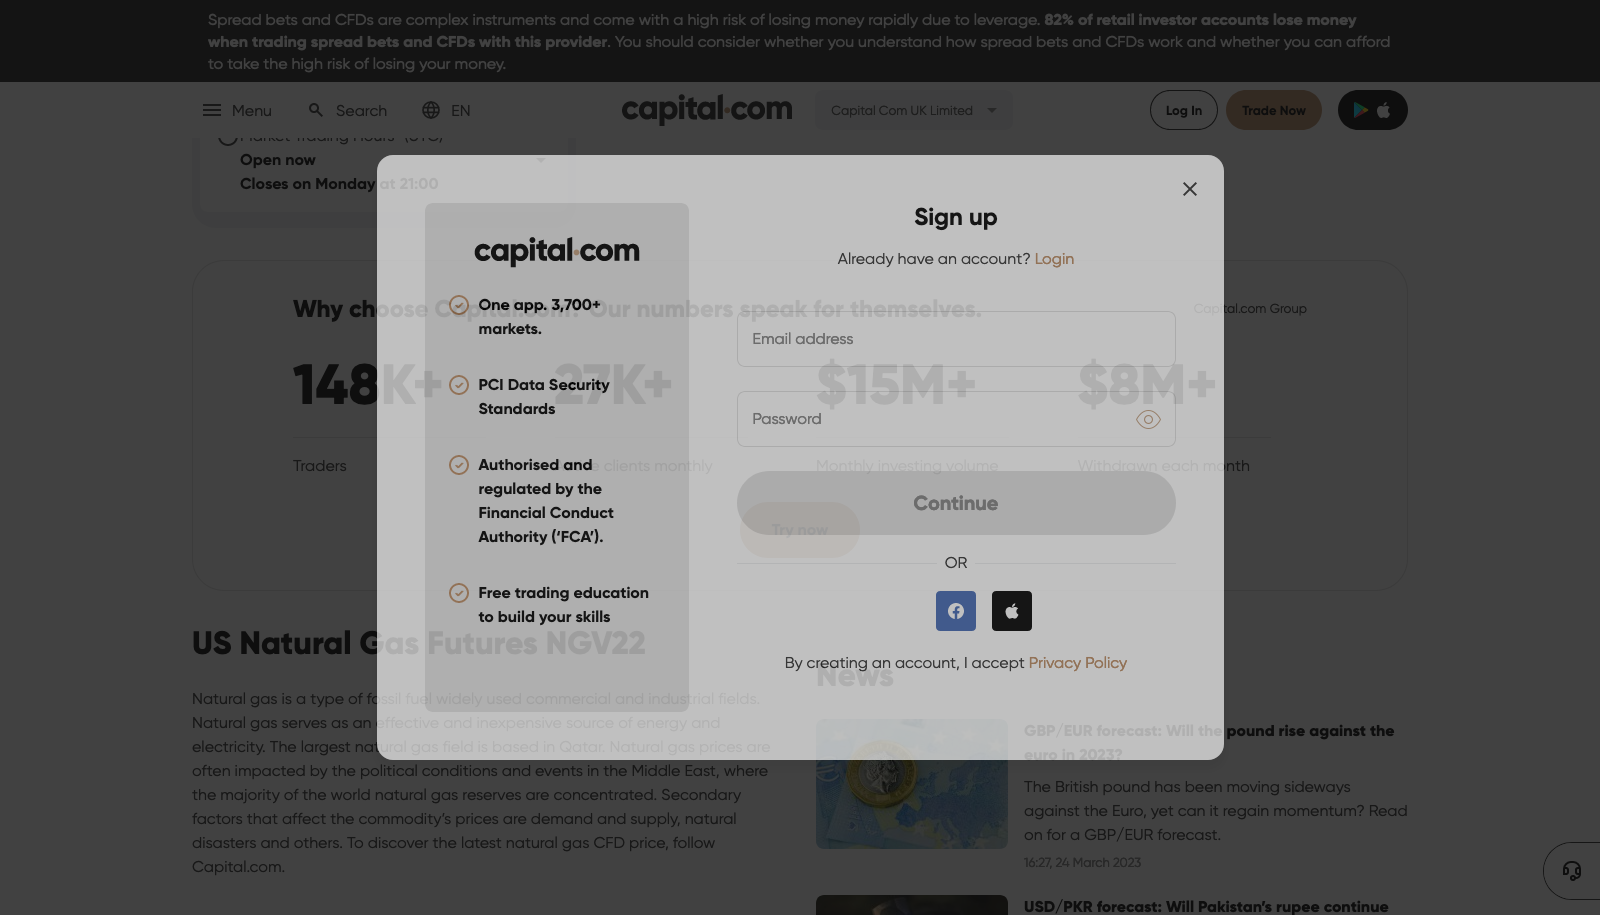 Spread bets and CFDs are complex instruments and come with a high risk of losing money rapidly due to leverage. 82% of retail investor accounts lose money
when trading spread bets and CFDs with this provider. You should consider whether you understand how spread bets and CFDs work and whether you can afford
to take the high risk of losing your money.
Menu
Search
EN
capital.com
Capital Com UK Limited
Log In
Trade Now
Market Trading Hours* (UTC)
Open now
Closes on Monday at 21:00
Sign up
Already have an account? Login
capital.com
One app. 3,700+
markets.
PCI Data Security
Standards
Authorised and
regulated by the
Financial Conduct
Authority (‘FCA’).
Free trading education
to build your skills
Email address
Password
Continue
OR
By creating an account, I accept Privacy Policy
Why choose Capital.com? Our numbers speak for themselves.
Capital.com Group
148K+
27K+
$15M+
$8M+
Traders
clients monthly
Monthly investing volume
Withdrawn each month
Try now
US Natural Gas Futures NGV22
Natural gas is a type of fossil fuel widely used commercial and industrial fields.
Natural gas serves as an effective and inexpensive source of energy and
electricity. The largest natural gas field is based in Qatar. Natural gas prices are
often impacted by the political conditions and events in the Middle East, where
the majority of the world natural gas reserves are concentrated. Secondary
factors that affect the commodity’s prices are demand and supply, natural
disasters and others. To discover the latest natural gas CFD price, follow
Capital.com.
News
GBP/EUR forecast: Will the pound rise against the
euro in 2023?
The British pound has been moving sideways
against the Euro, yet can it regain momentum? Read
on for a GBP/EUR forecast.
16:27, 24 March 2023
USD/PKR forecast: Will Pakistan’s rupee continue